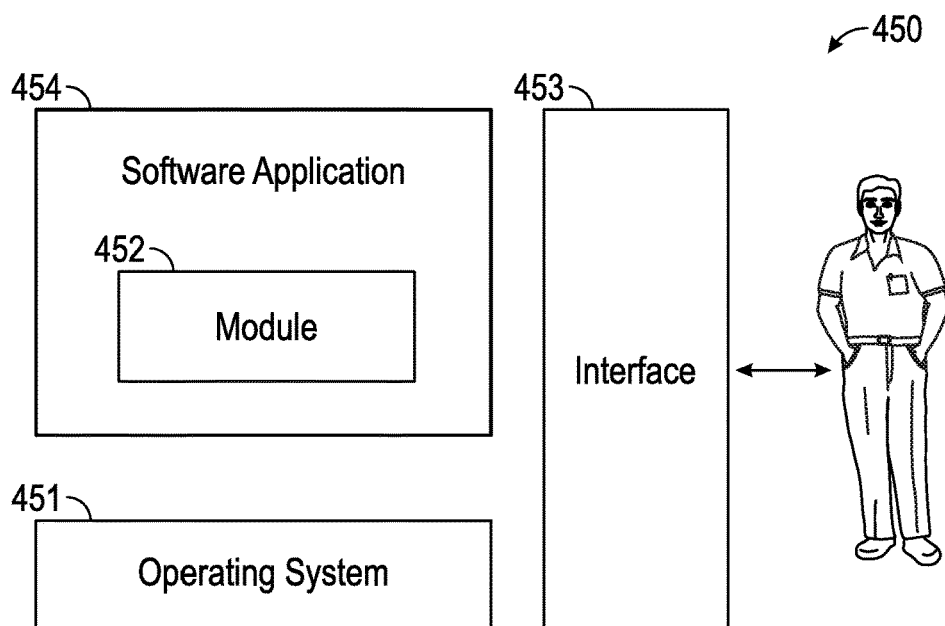 450
454
453
Software Application
452
Module
Interface
451
Operating System